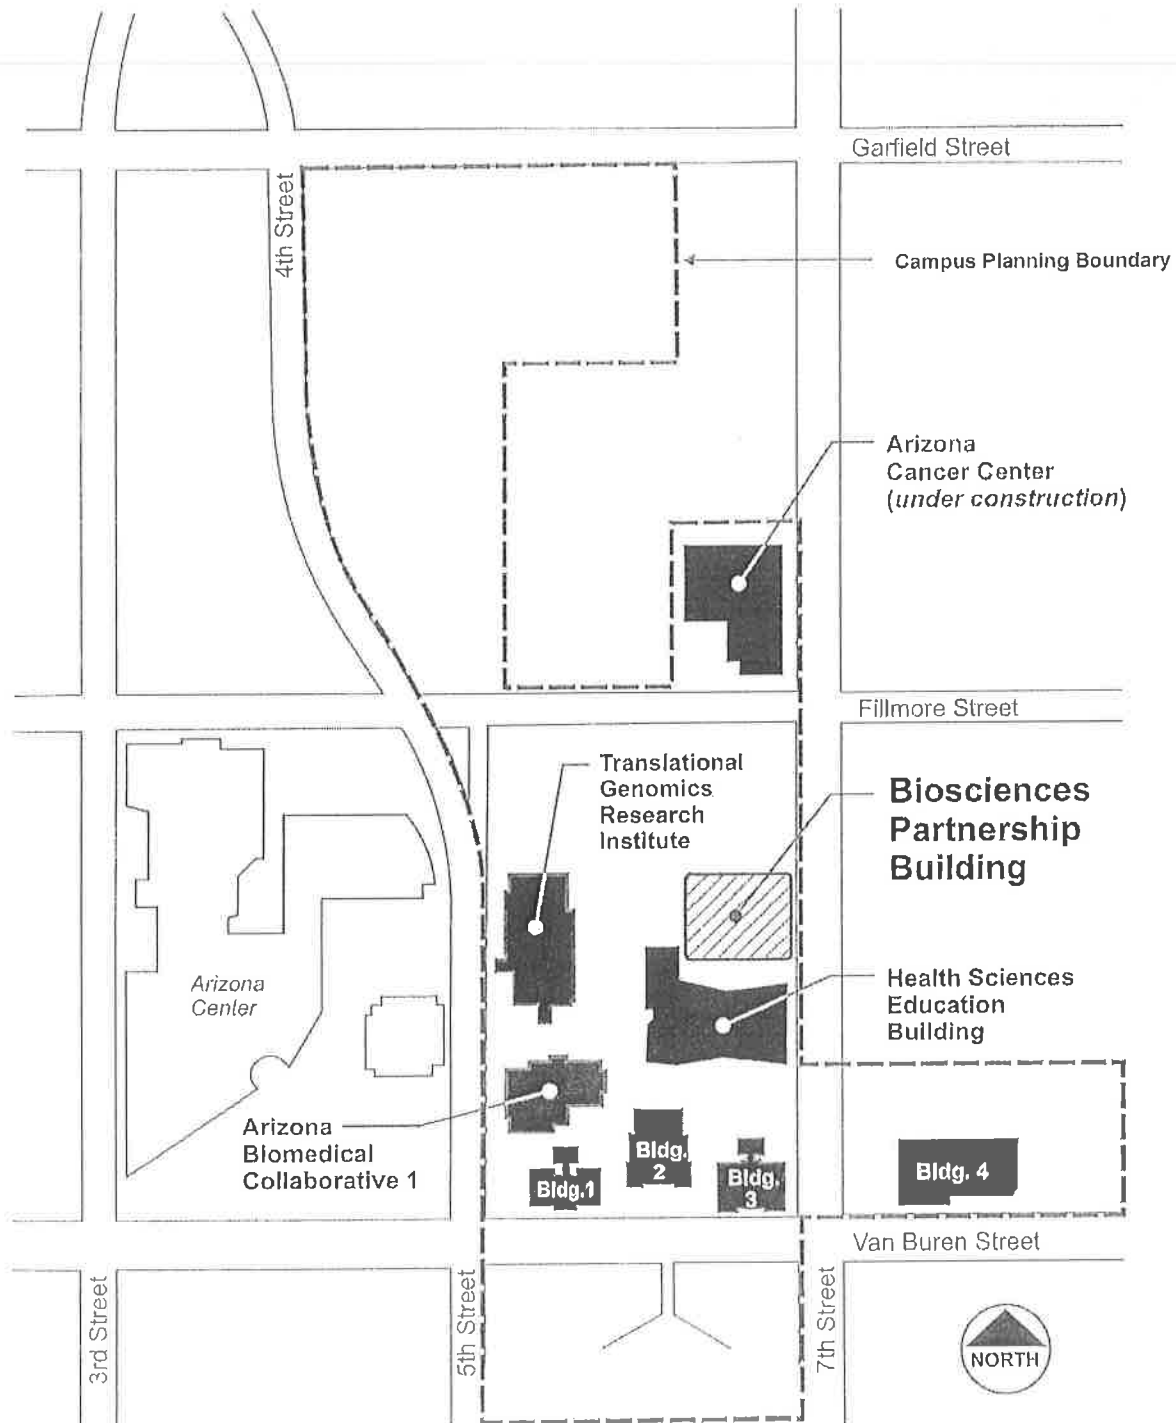 Garfield Street
4th Street
Campus Planning Boundary
Arizona
Cancer Center
(under construction)
Fillmore Street
Translational
Genomics
Research
Institute
Biosciences
Partnership
Building
Arizona
Center
Health Sciences
Education
Building
Arizona
Biomedical
Collaborative 1
Bldg.1
Bldg.
2
Bldg.
3
Bldg. 4
Van Buren Street
3rd Street
5th Street
7th Street
NORTH